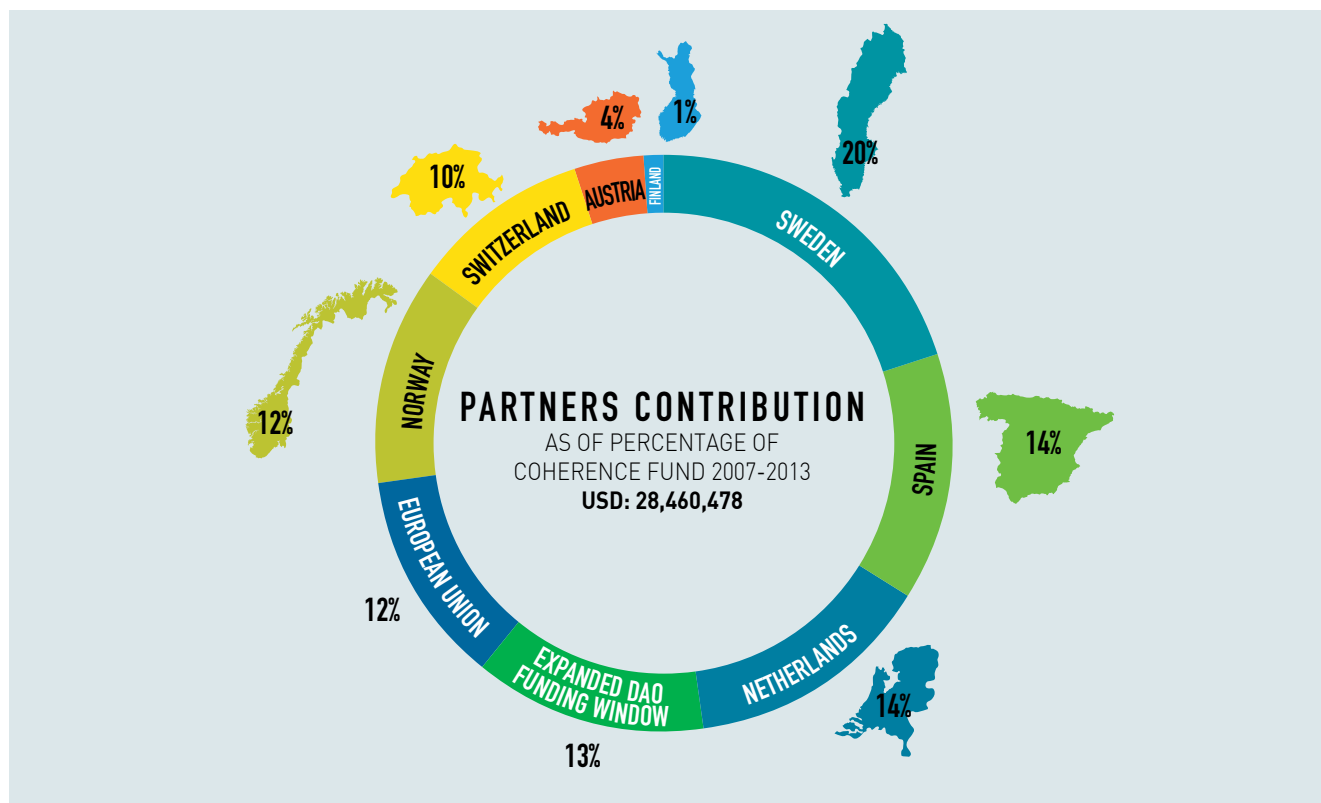 PARTNERS CONTRIBUTION
AS OF PERCENTAGE OF
COHERENCE FUND 2007-2013
USD: 28,460,478
SWEDEN
20%
SPAIN
14%
NETHERLANDS
14%
EXPANDED DAO
FUNDING WINDOW
13%
EUROPEAN UNION
12%
NORWAY
12%
SWITZERLAND
10%
AUSTRIA
4%
FINLAND
1%